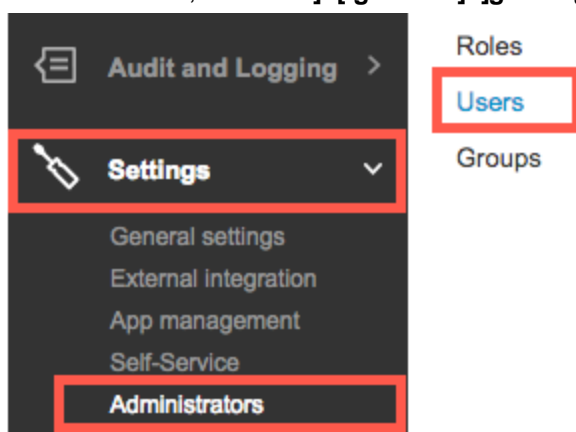 Audit and Logging
Settings
General settings
External integration
App management
Self-Service
Administrators
Roles
Users
Groups